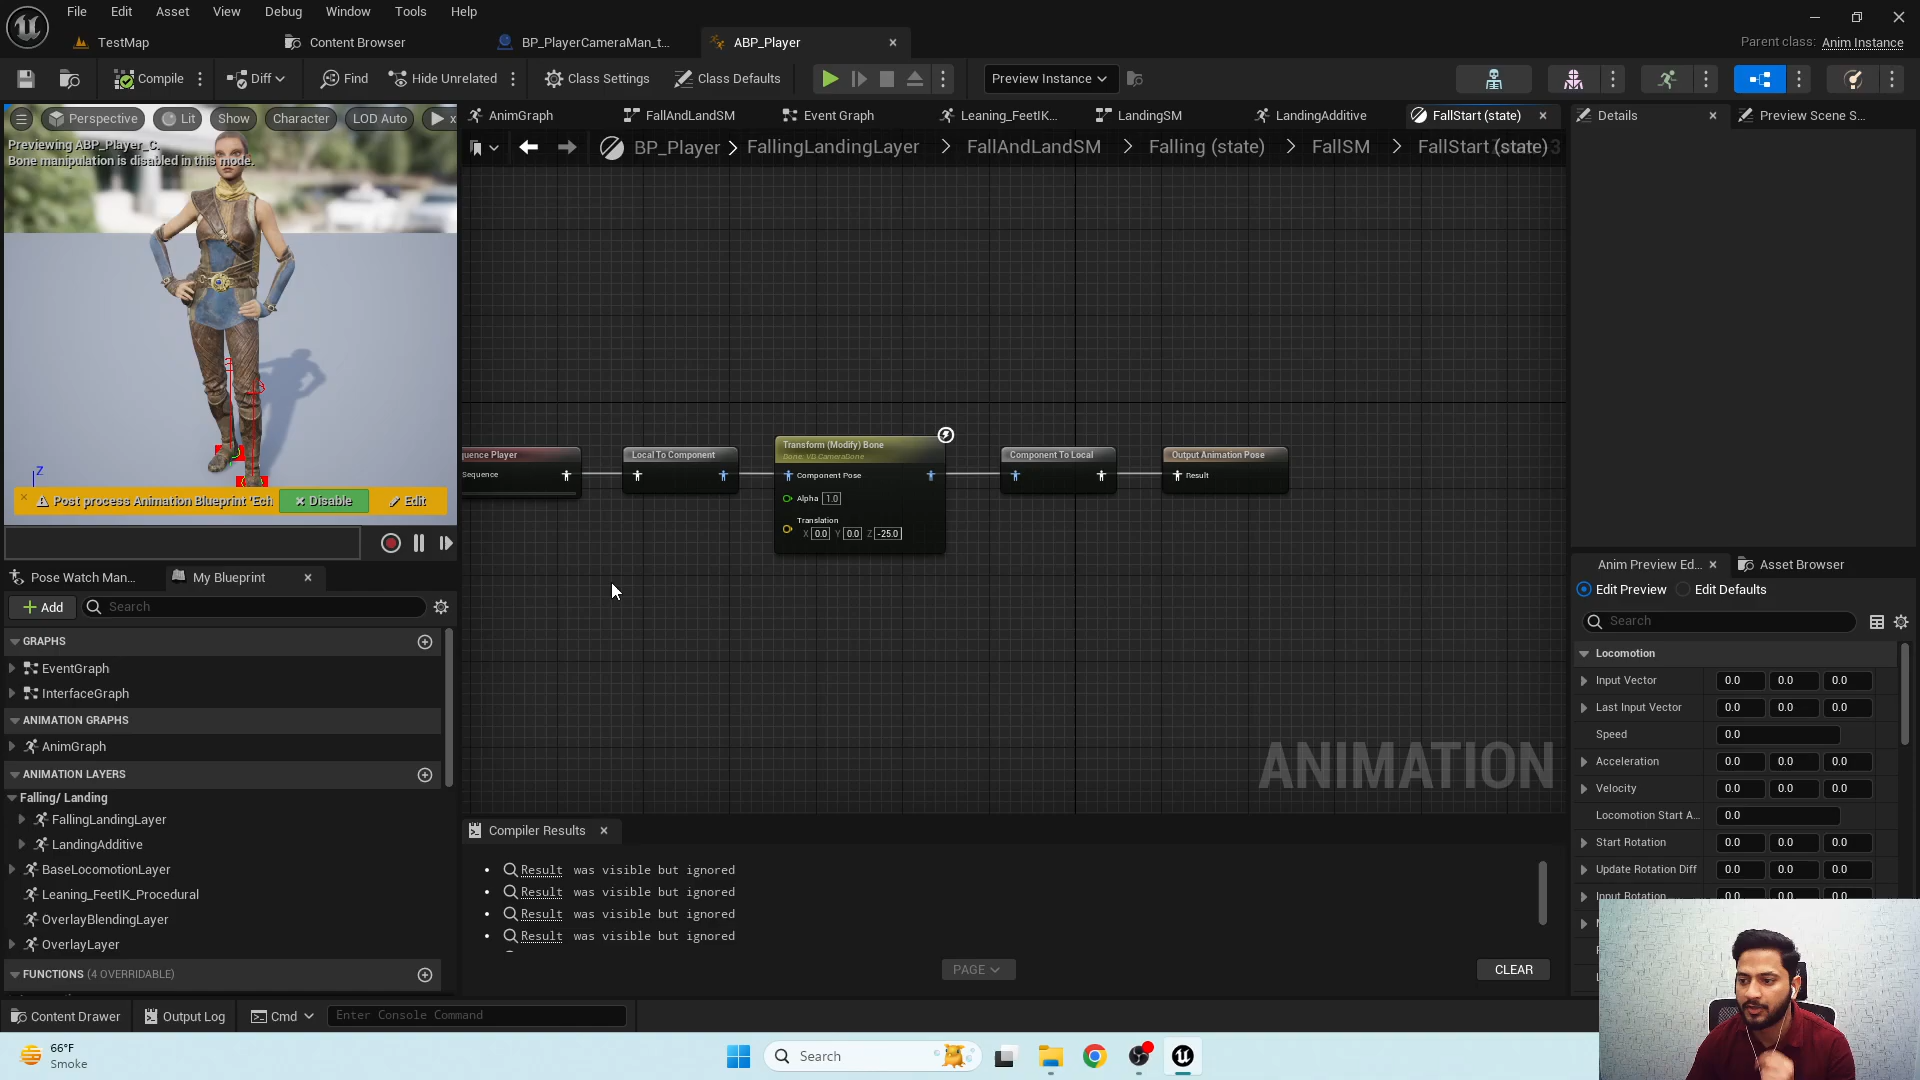 File Edit Asset View Debug Window Tools Help
TestMap Content Browser BP_PlayerCameraMan_t... ABP_Player
Parent class: Anim Instance
Compile Diff Find Hide Unrelated Class Settings Class Defaults Preview Instance
Perspective Lit Show Character LOD Auto x
Previewing ABP_Player_C.
Bone manipulation is disabled in this mode.
Z
Post process Animation Blueprint 'Ech Disable Edit
AnimGraph FallAndLandSM Event Graph Leaning_FeetIK... LandingSM LandingAdditive FallStart (state)
BP_Player > FallingLandingLayer > FallAndLandSM > Falling (state) > FallSM > FallStart (state)
uence Player
Sequence
Local To Component
Transform (Modify) Bone
Bone: VB CameraBone
Component Pose
Alpha 1.0
Translation
X 0.0 Y 0.0 Z -25.0
Component To Local
Output Animation Pose
Result
ANIMATION
Details Preview Scene S...
Pose Watch Man... My Blueprint
Add Search
GRAPHS
EventGraph
InterfaceGraph
ANIMATION GRAPHS
AnimGraph
ANIMATION LAYERS
Falling/ Landing
FallingLandingLayer
LandingAdditive
BaseLocomotionLayer
Leaning_FeetIK_Procedural
OverlayBlendingLayer
OverlayLayer
FUNCTIONS (4 OVERRIDABLE)
Compiler Results
Result was visible but ignored
Result was visible but ignored
Result was visible but ignored
Result was visible but ignored
PAGE CLEAR
Anim Preview Ed... Asset Browser
Edit Preview Edit Defaults
Search
Locomotion
Input Vector 0.0 0.0 0.0
Last Input Vector 0.0 0.0 0.0
Speed 0.0
Acceleration 0.0 0.0 0.0
Velocity 0.0 0.0 0.0
Locomotion Start A... 0.0
Start Rotation 0.0 0.0 0.0
Update Rotation Diff 0.0 0.0 0.0
Input Rotation 0.0 0.0 0.0
Content Drawer Output Log Cmd Enter Console Command
66°F
Smoke
Search